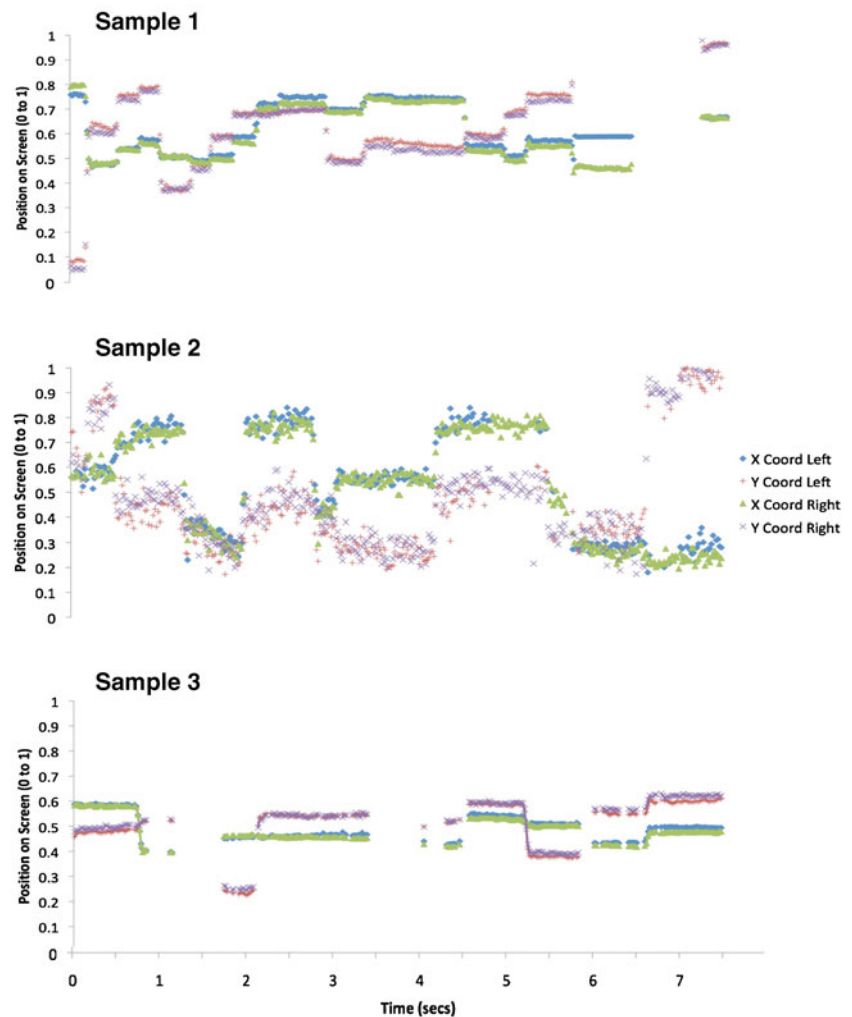 Sample 1
Position on Screen (0 to 1)
1
0.9
0.8
0.7
0.6
0.5
0.4
0.3
0.2
0.1
0
Sample 2
Position on Screen (0 to 1)
1
0.9
0.8
0.7
0.6
0.5
0.4
0.3
0.2
0.1
0
X Coord Left
Y Coord Left
X Coord Right
Y Coord Right
Sample 3
Position on Screen (0 to 1)
1
0.9
0.8
0.7
0.6
0.5
0.4
0.3
0.2
0.1
0
0 1 2 3 4 5 6 7
Time (secs)